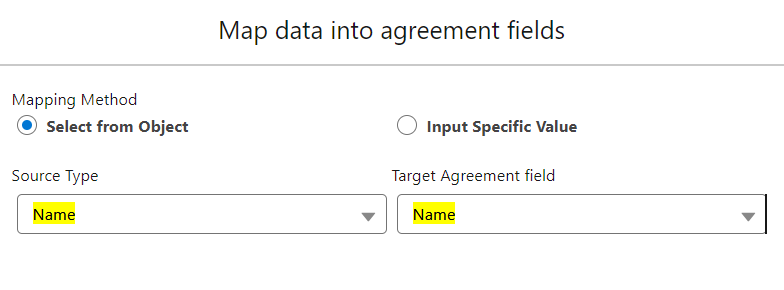 Map data into agreement fields
Mapping Method
Select from Object
Input Specific Value
Source Type
Target Agreement field
Name
Name